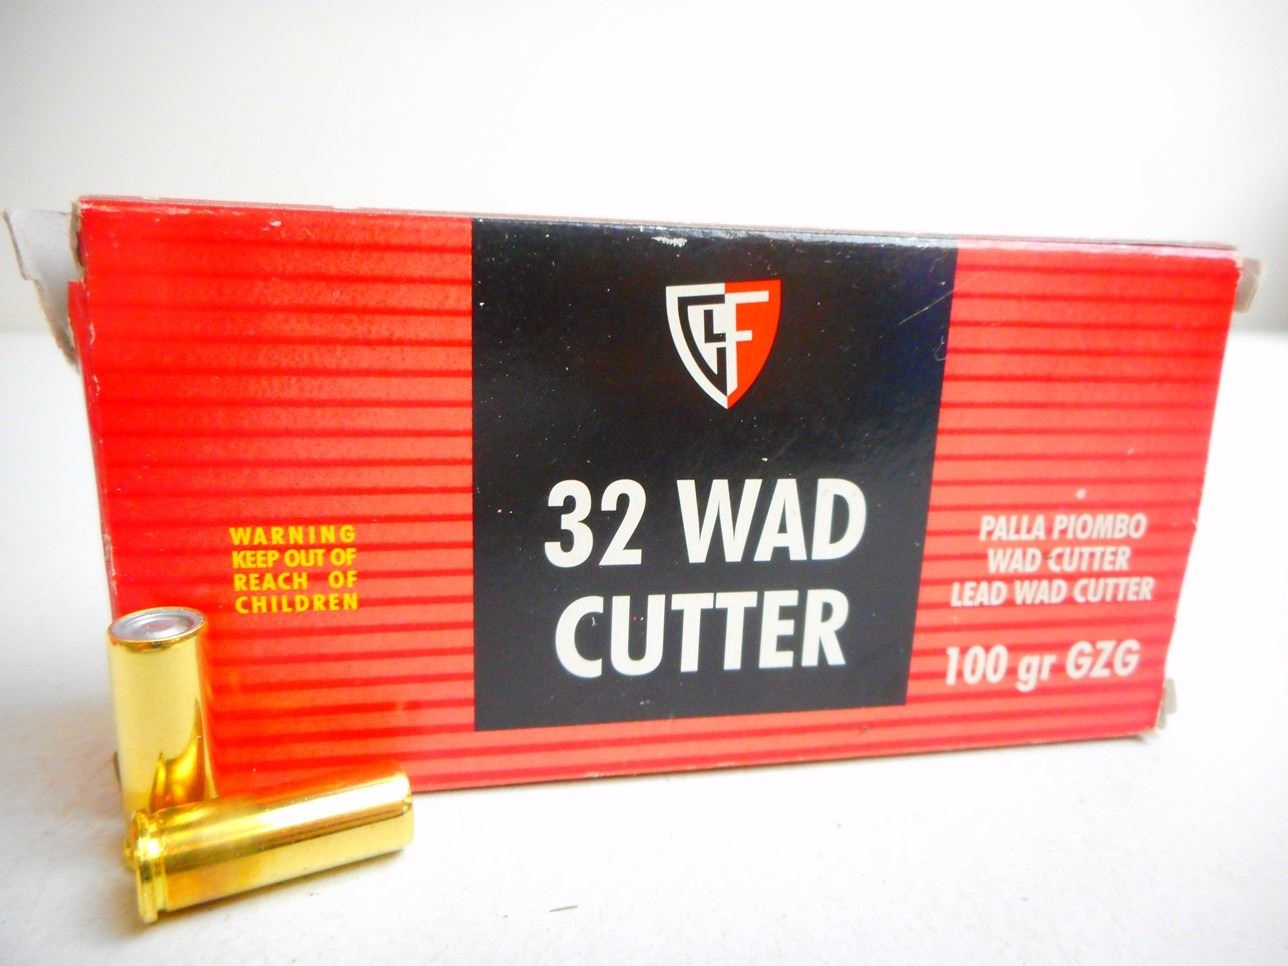 GF
32 WAD
CUTTER
WARNING
KEEP OUT OF
REACH OF
CHILDREN
PALLA PIOMBO
WAD CUTTER
LEAD WAD CUTTER
100 gr GZG